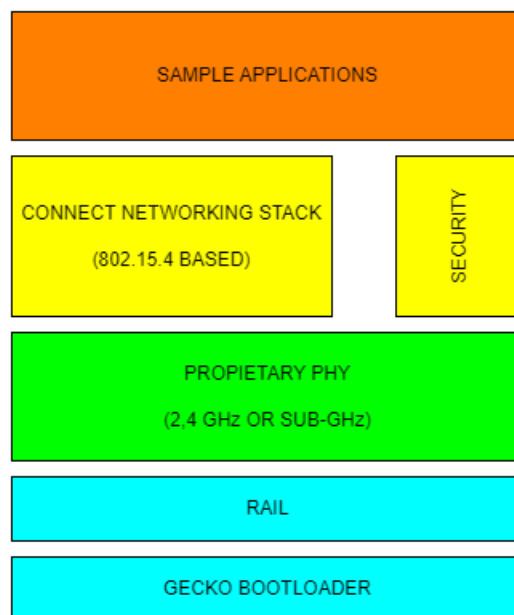 SAMPLE APPLICATIONS
CONNECT NETWORKING STACK
(802.15.4 BASED)
SECURITY
PROPIETARY PHY
(2,4 GHz OR SUB-GHz)
RAIL
GECKO BOOTLOADER